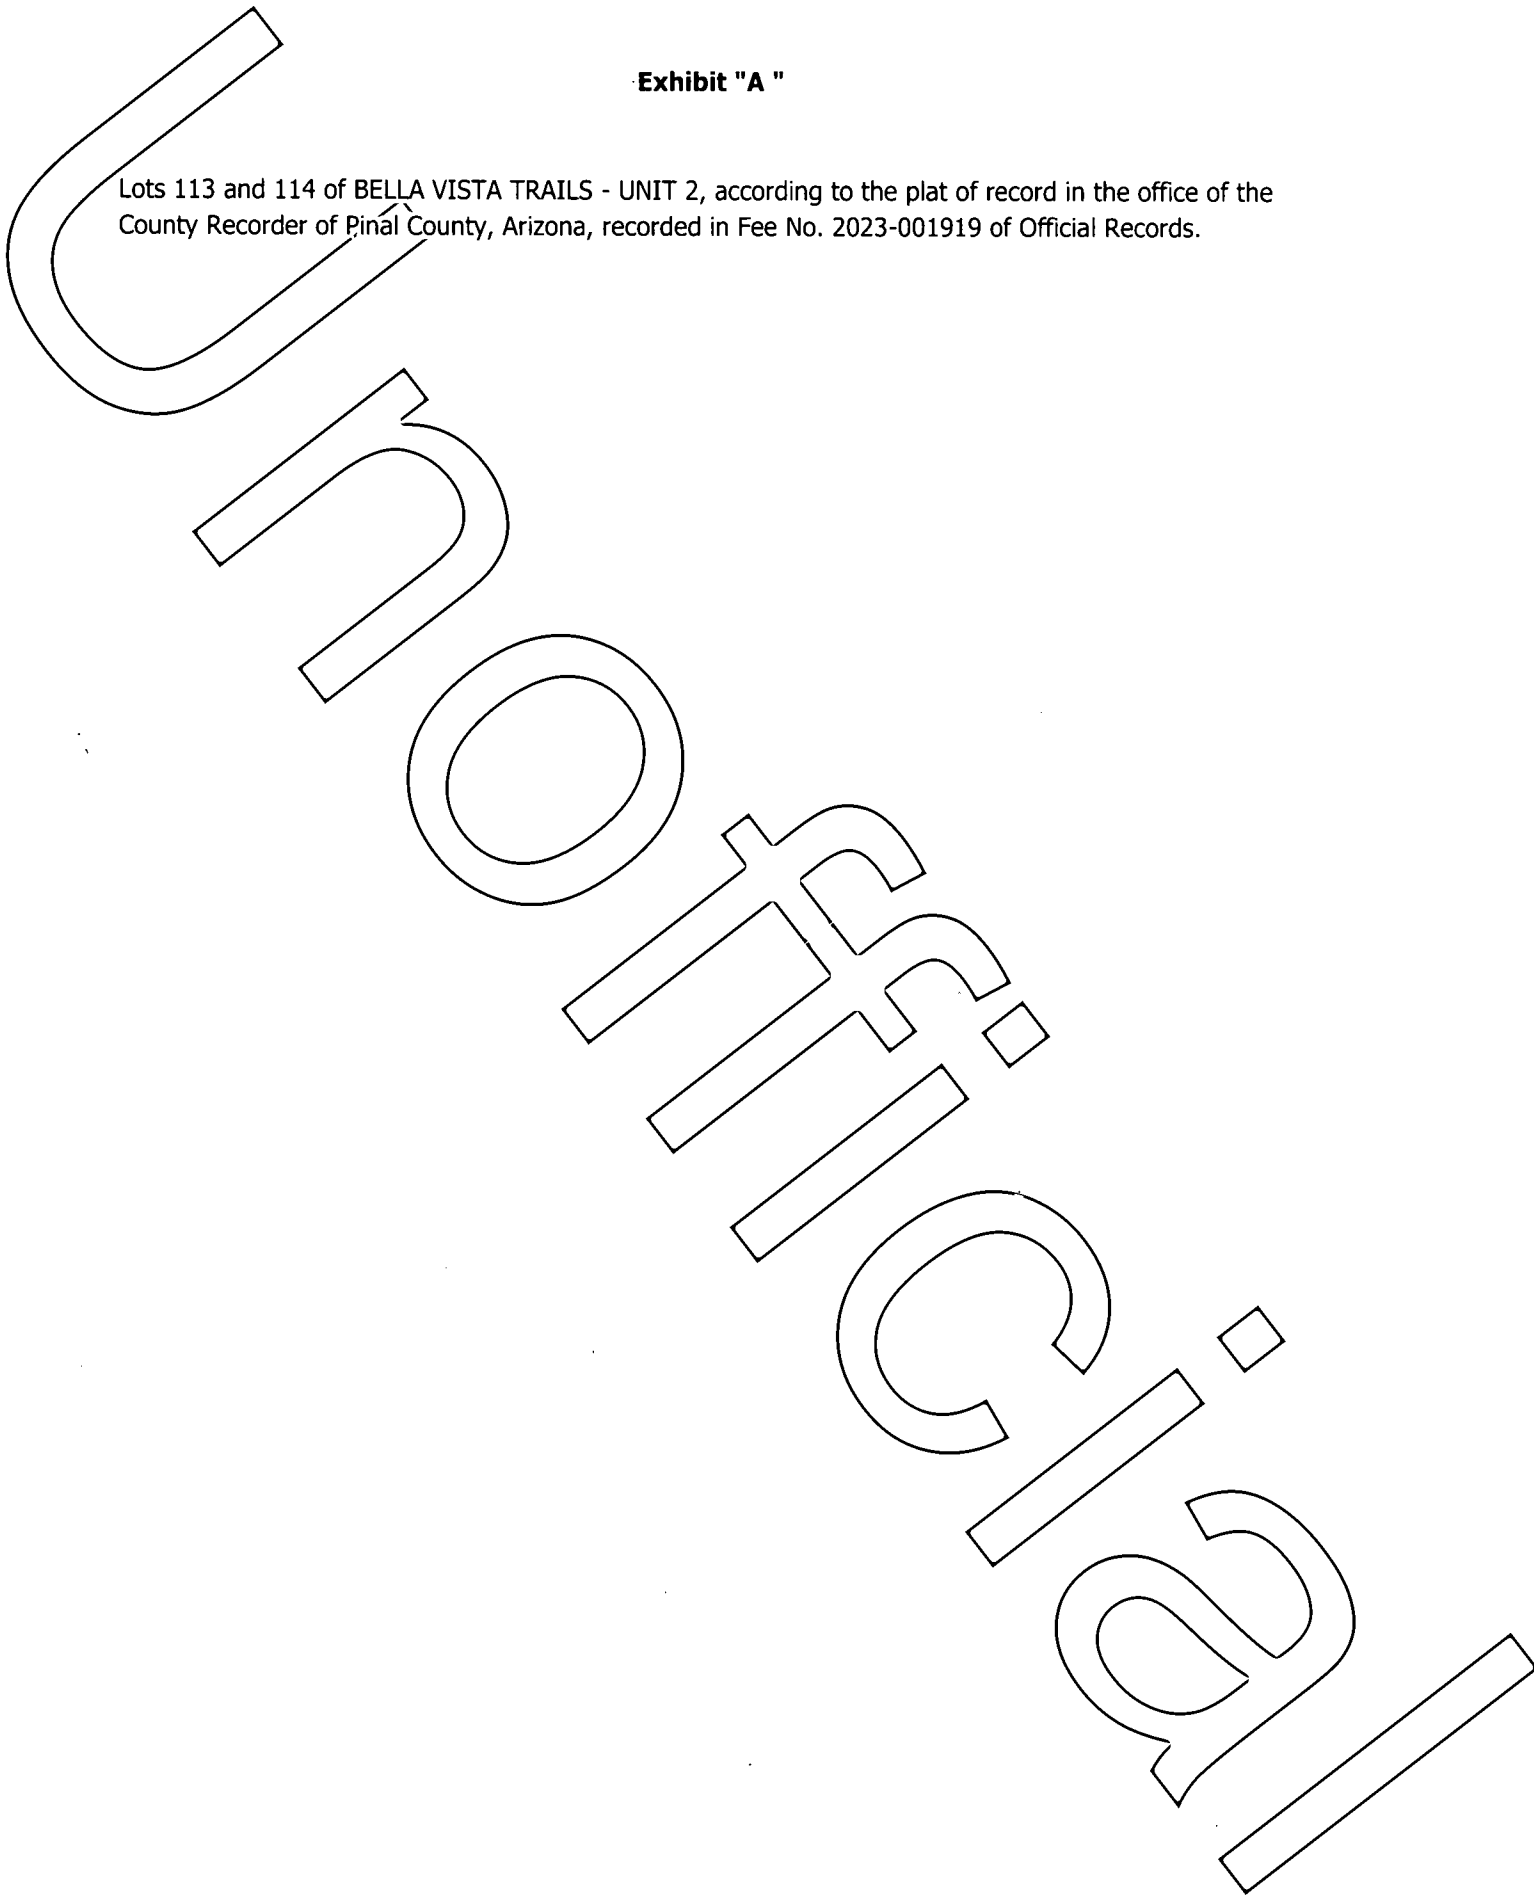 Exhibit "A "
Lots 113 and 114 of BELLA VISTA TRAILS - UNIT 2, according to the plat of record in the office of the
County Recorder of Pinal County, Arizona, recorded in Fee No. 2023-001919 of Official Records.
Unofficial